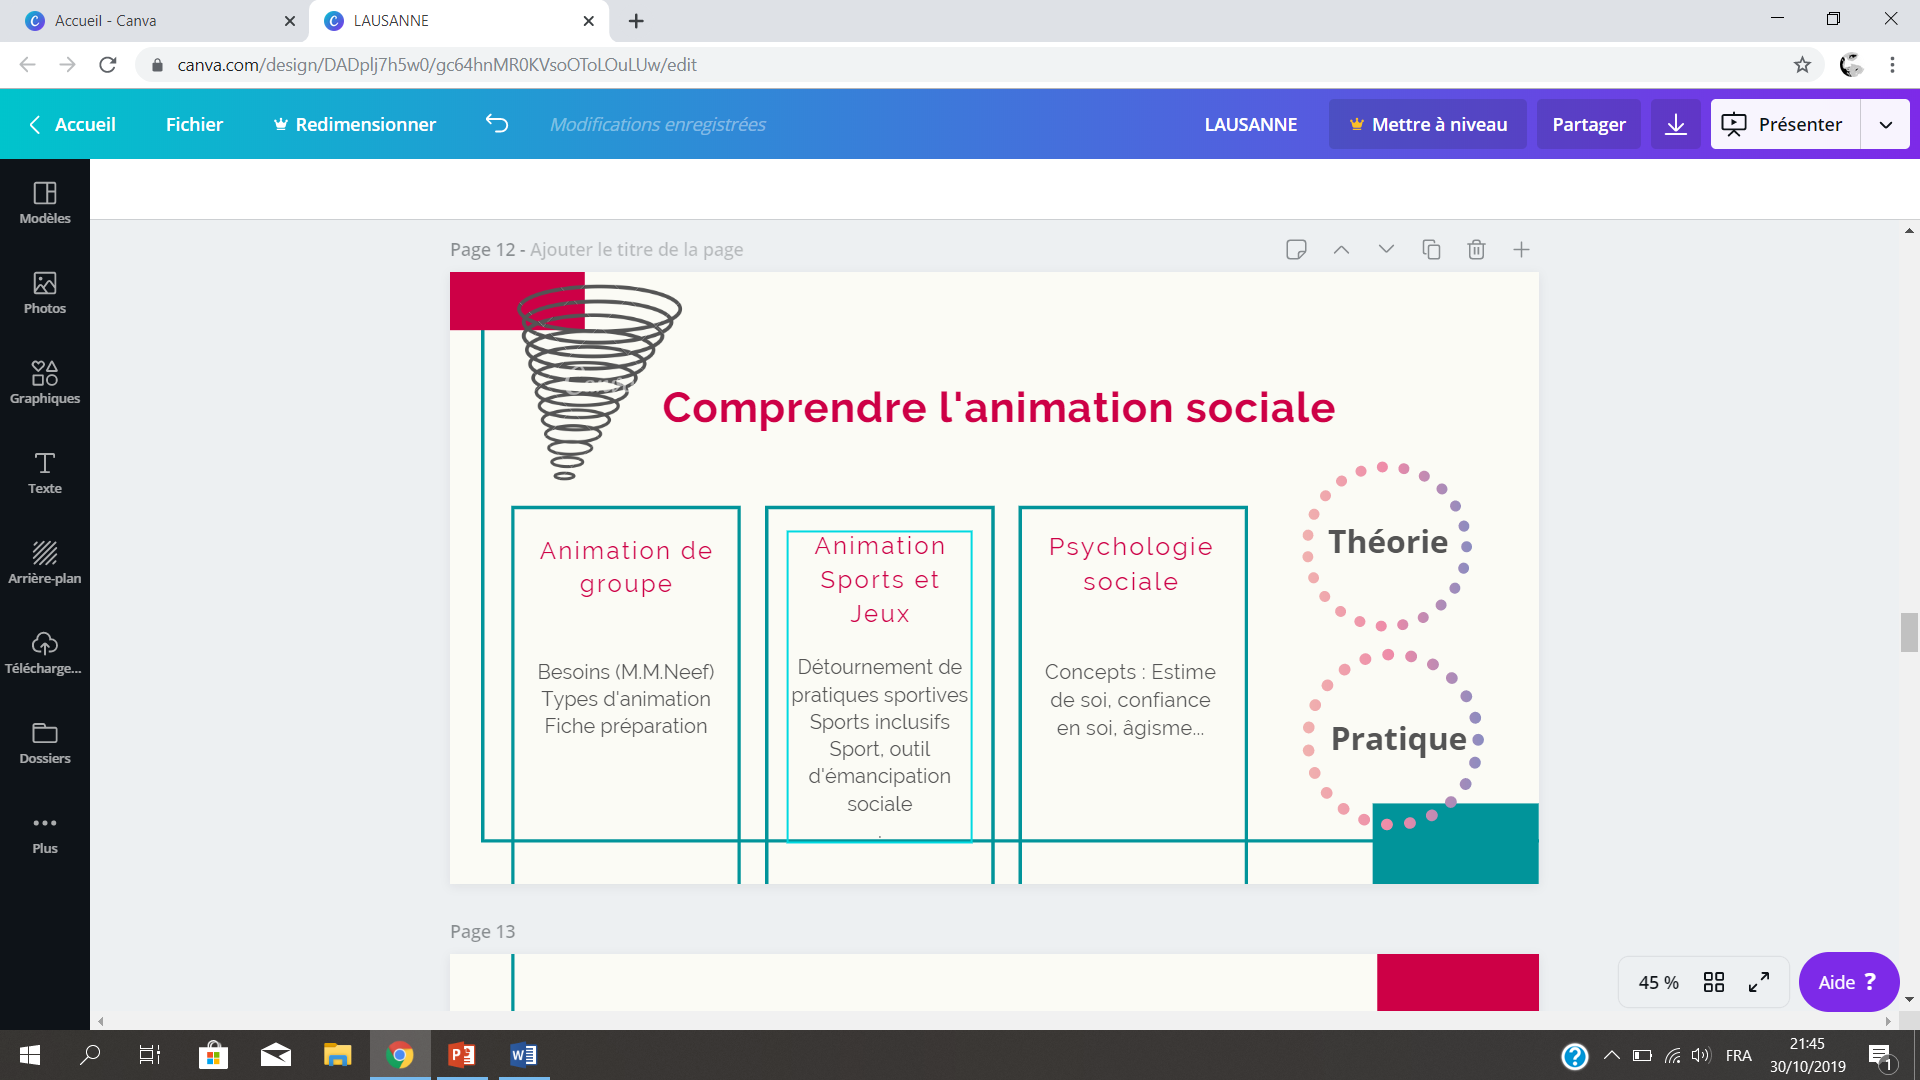 Accueil - Canva
LAUSANNE
canva.com/design/DADplj7h5w0/gc64hnMR0KVsoOToLOuLUw/edit
Accueil
Fichier
Redimensionner
Modifications enregistrées
LAUSANNE
Mettre à niveau
Partager
Présenter
Modèles
Photos
Graphiques
Texte
Arrière-plan
Télécharge...
Dossiers
Plus
Page 12 - Ajouter le titre de la page
Comprendre l'animation sociale
Animation de
groupe
Besoins (M.M.Neef)
Types d'animation
Fiche préparation
Animation
Sports et
Jeux
Détournement de
pratiques sportives
Sports inclusifs
Sport, outil
d'émancipation
sociale
.
Psychologie
sociale
Concepts : Estime
de soi, confiance
en soi, âgisme...
Théorie
Pratique
Page 13
45 %
Aide ?
FRA
21:45
30/10/2019
1